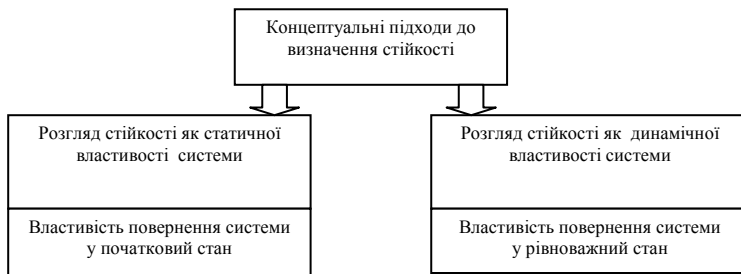 Концептуальні підходи до
визначення стійкості
Розгляд стійкості як статичної
властивості системи
Властивість повернення системи
у початковий стан
Розгляд стійкості як динамічної
властивості системи
Властивість повернення системи
у рівноважний стан